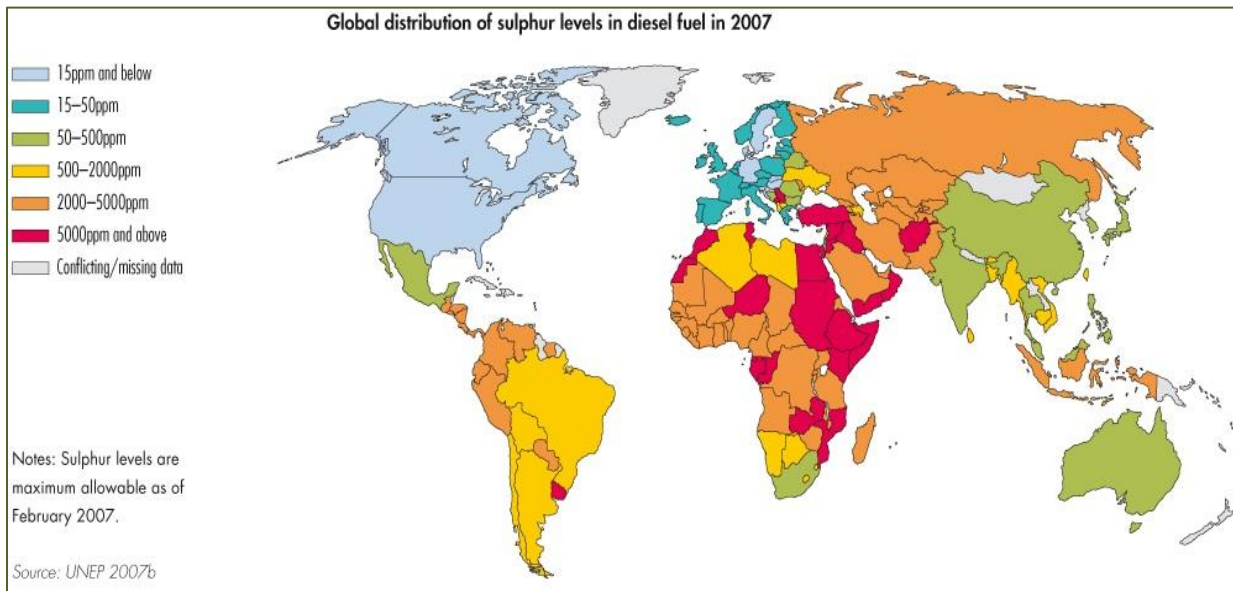 Global distribution of sulphur levels in diesel fuel in 2007
15ppm and below
15–50ppm
50–500ppm
500–2000ppm
2000–5000ppm
5000ppm and above
Conflicting/missing data
Notes: Sulphur levels are
maximum allowable as of
February 2007.
Source: UNEP 2007b